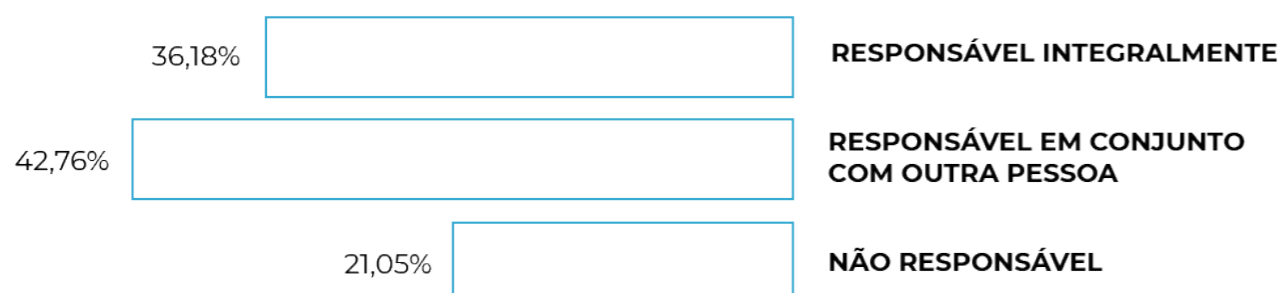 36,18%
RESPONSÁVEL INTEGRALMENTE
42,76%
RESPONSÁVEL EM CONJUNTO
COM OUTRA PESSOA
21,05%
NÃO RESPONSÁVEL